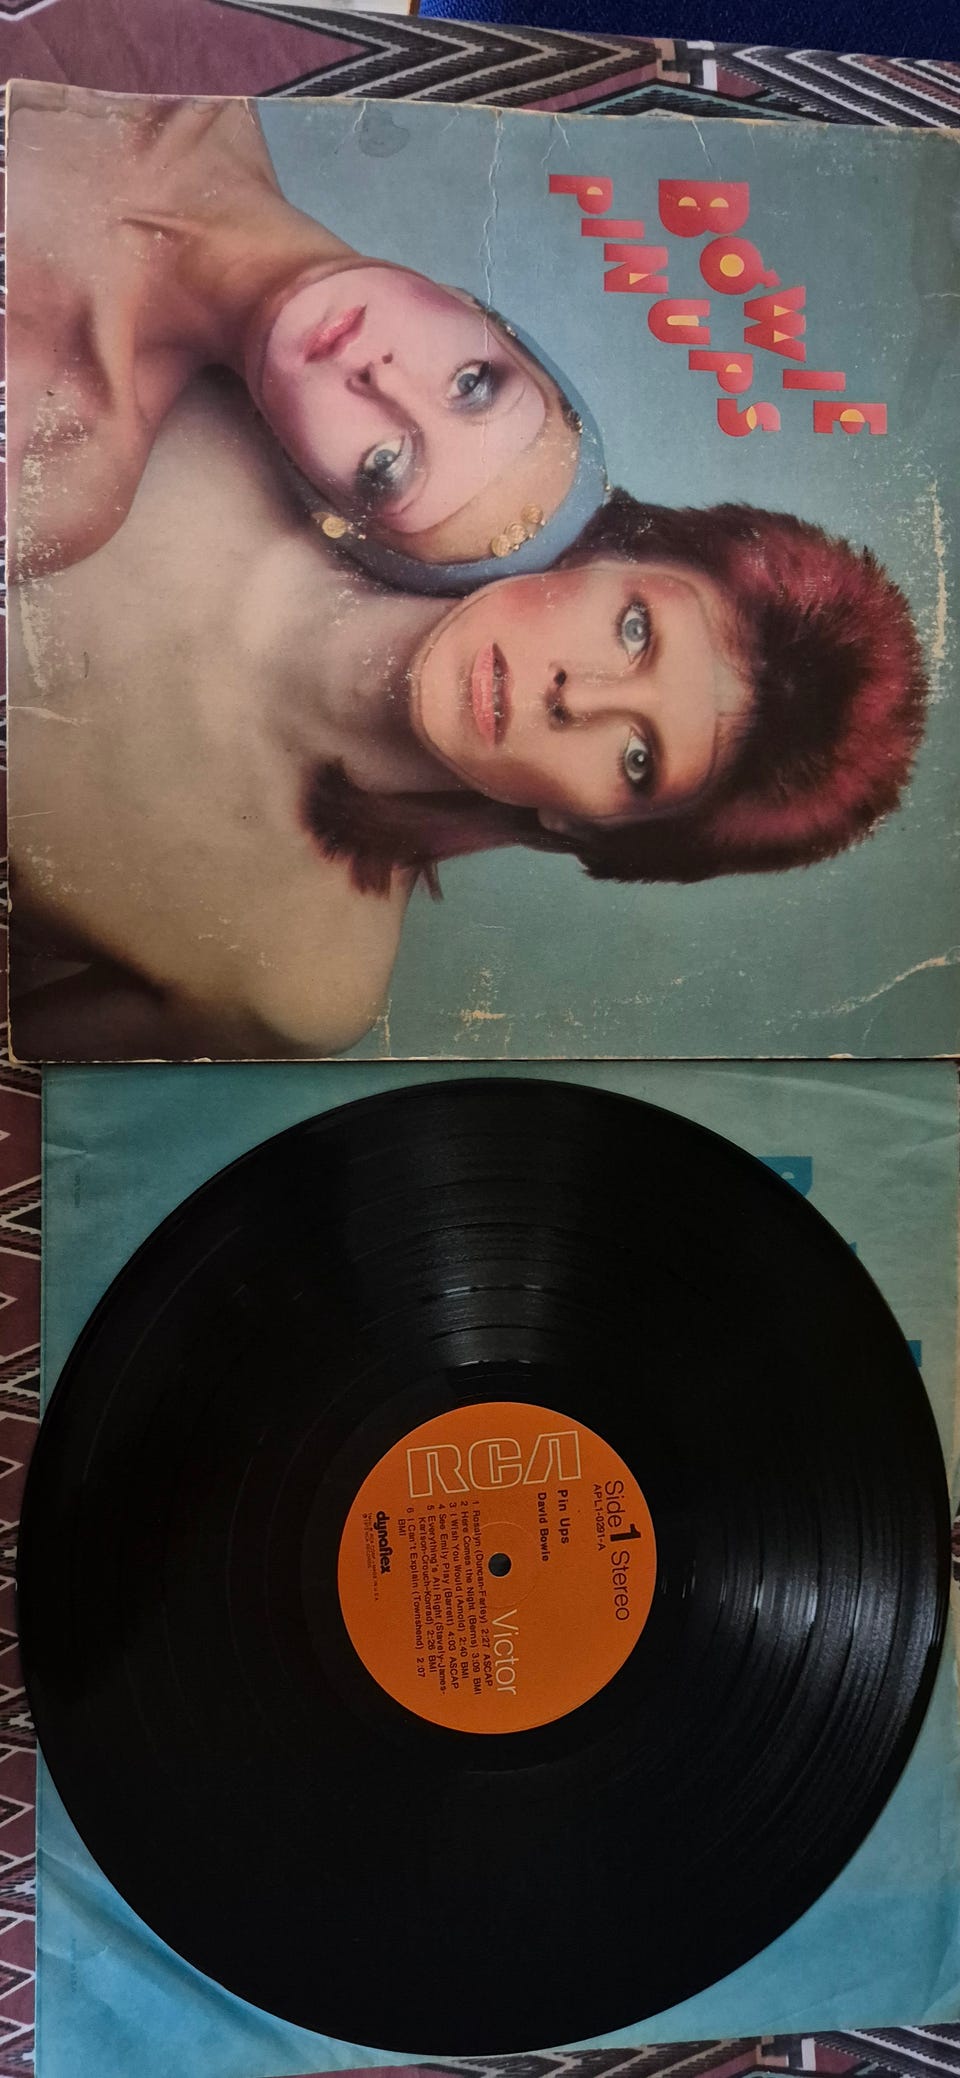 BOWIE
PINUPS
Side 1 Stereo
APL1-0291-A
Pin Ups
David Bowie
RCA
Victor
1 Rosalyn (Duncan-Farley) 2:27 ASCAP
2 Here Comes the Night (Berns) 3:09 BMI
3 I Wish You Would (Arnold) 2:40 BMI
4 See Emily Play (Barrett) 4:03 ASCAP
5 Everything's All Right (Stavely-James-
Karlson-Crouch-Konrad) 2:26 BMI
6 I Can't Explain (Townshend) 2:07
BMI
dynaflex